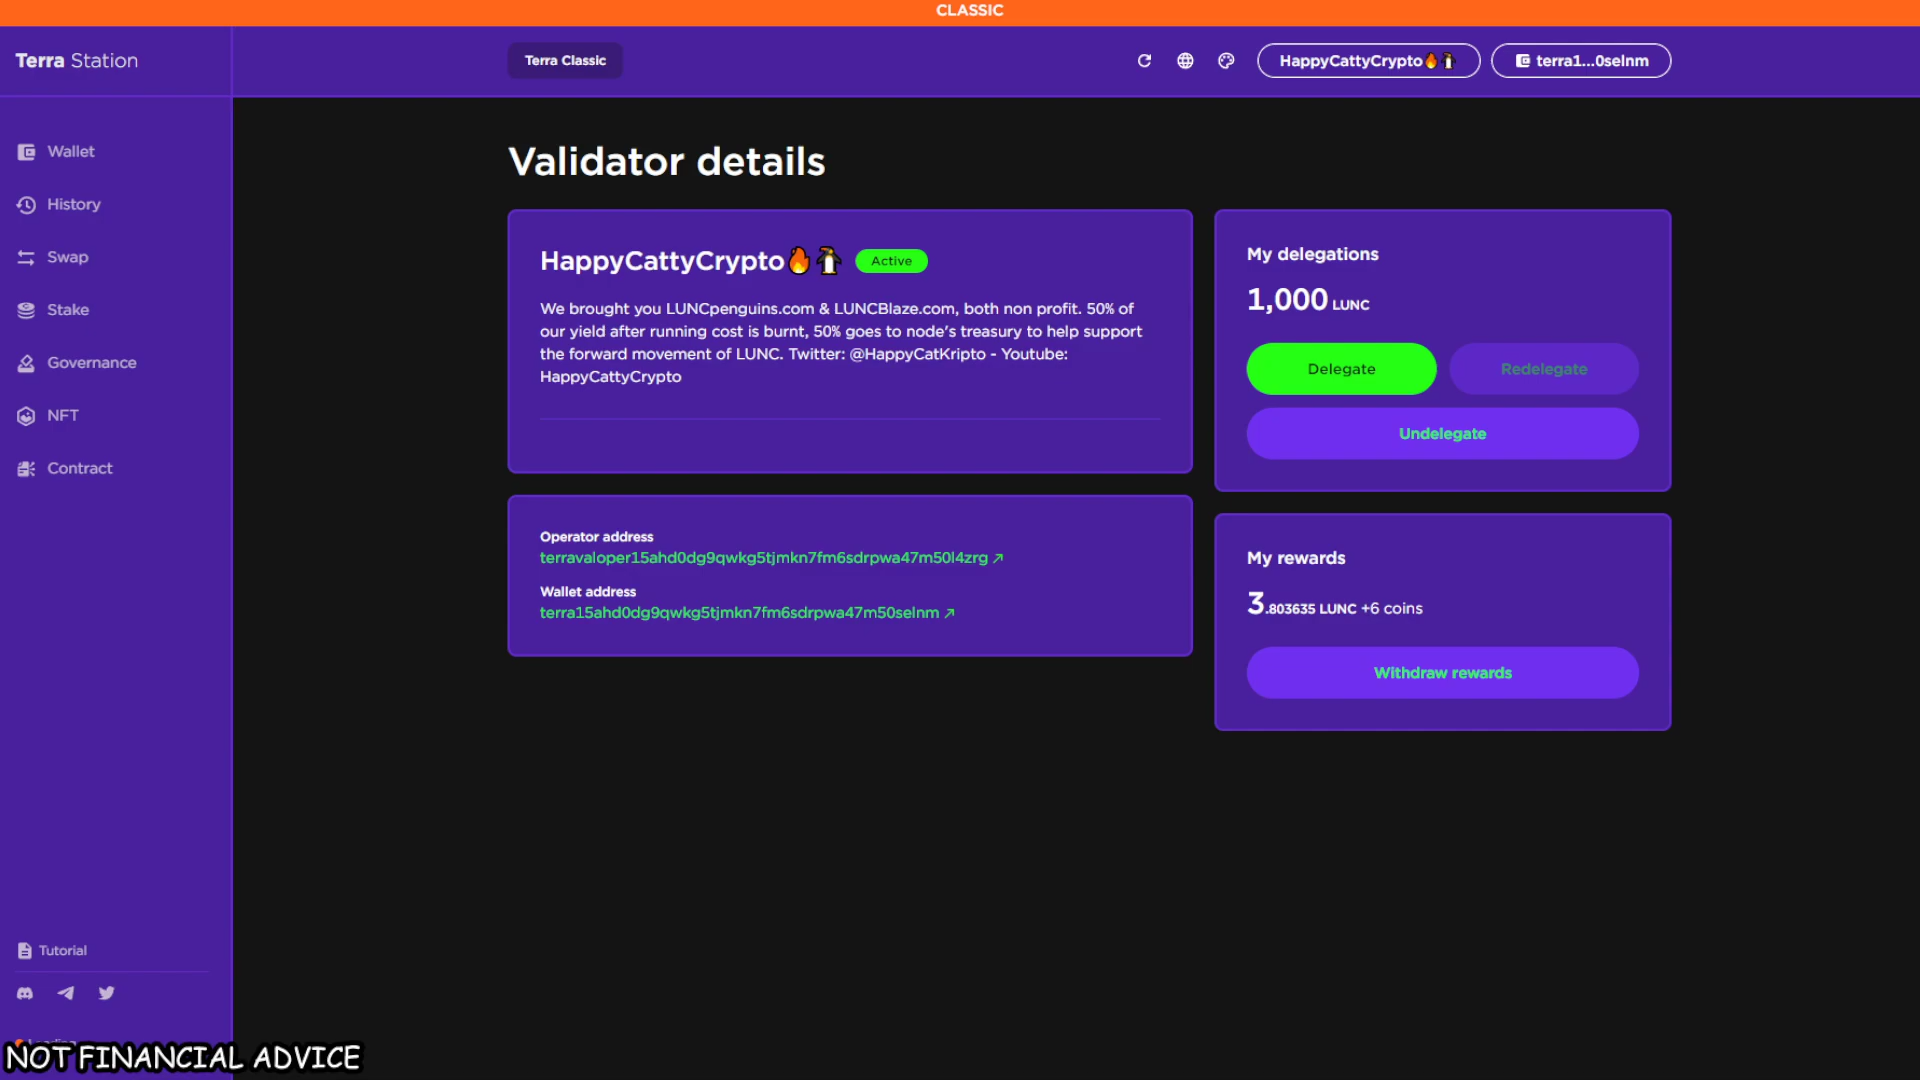 CLASSIC
Terra Station
Terra Classic
HappyCattyCrypto🔥🐧
terra1...0selnm
Wallet
History
Swap
Stake
Governance
NFT
Contract
Tutorial
Validator details
HappyCattyCrypto🔥🐧 Active
We brought you LUNCpenguins.com & LUNCBlaze.com, both non profit. 50% of
our yield after running cost is burnt, 50% goes to node's treasury to help support
the forward movement of LUNC. Twitter: @HappyCatKripto - Youtube:
HappyCattyCrypto
Operator address
terravaloper15ahd0dg9qwkg5tjmkn7fm6sdrpwa47m50l4zrg
Wallet address
terra15ahd0dg9qwkg5tjmkn7fm6sdrpwa47m50selnm
My delegations
1,000 LUNC
Delegate
Redelegate
Undelegate
My rewards
3.803635 LUNC +6 coins
Withdraw rewards
NOT FINANCIAL ADVICE